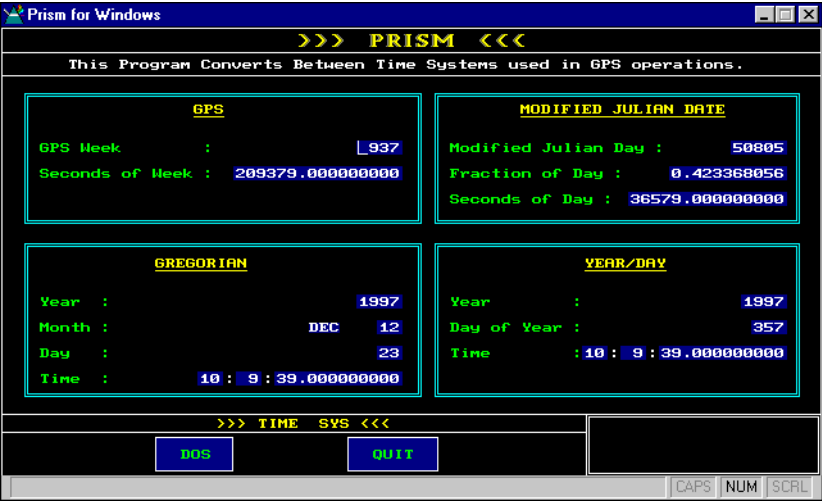 Prism for Windows
>>> PRISM <<<
This Program Converts Between Time Systems used in GPS operations.
GPS
GPS Week : _937
Seconds of Week : 209379.000000000
MODIFIED JULIAN DATE
Modified Julian Day : 50805
Fraction of Day : 0.423368056
Seconds of Day : 36579.000000000
GREGORIAN
Year : 1997
Month : DEC 12
Day : 23
Time : 10 : 9 : 39.000000000
YEAR/DAY
Year : 1997
Day of Year : 357
Time : 10 : 9 : 39.000000000
>>> TIME SYS <<<
DOS QUIT
CAPS NUM SCRL